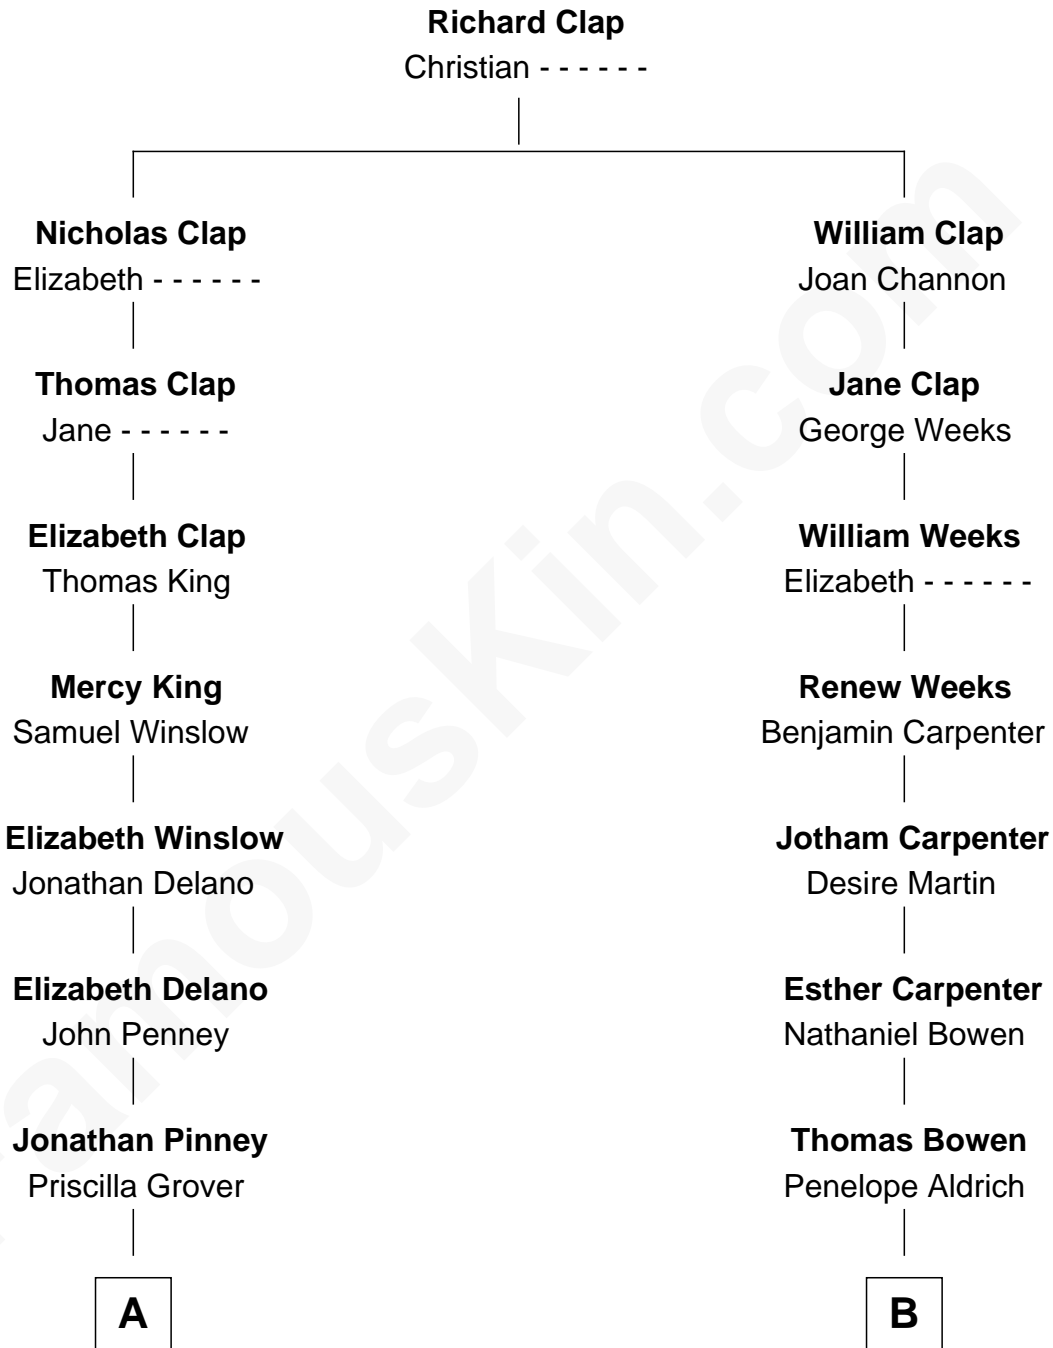 Richard Clap
Christian - - - - - -
Nicholas Clap
Elizabeth - - - - - -
William Clap
Joan Channon
Thomas Clap
Jane - - - - - -
Jane Clap
George Weeks
Elizabeth Clap
Thomas King
William Weeks
Elizabeth - - - - - -
Mercy King
Samuel Winslow
Renew Weeks
Benjamin Carpenter
Elizabeth Winslow
Jonathan Delano
Jotham Carpenter
Desire Martin
Elizabeth Delano
John Penney
Esther Carpenter
Nathaniel Bowen
Jonathan Pinney
Priscilla Grover
Thomas Bowen
Penelope Aldrich
A
B
FamousKin.com